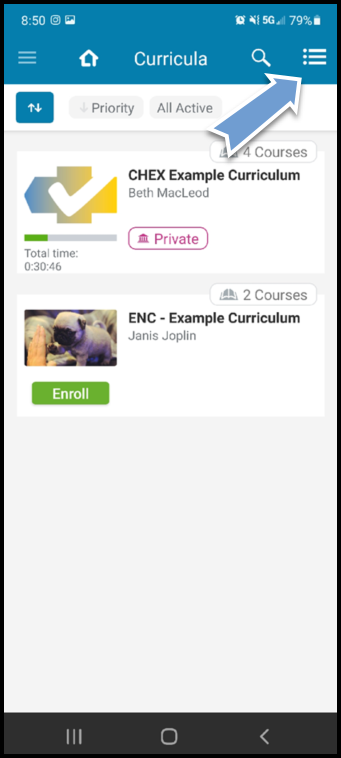 8:50 5G 79%
Curricula
Priority All Active
4 Courses
CHEX Example Curriculum
Beth MacLeod
Private
Total time:
0:30:46
2 Courses
ENC - Example Curriculum
Janis Joplin
Enroll